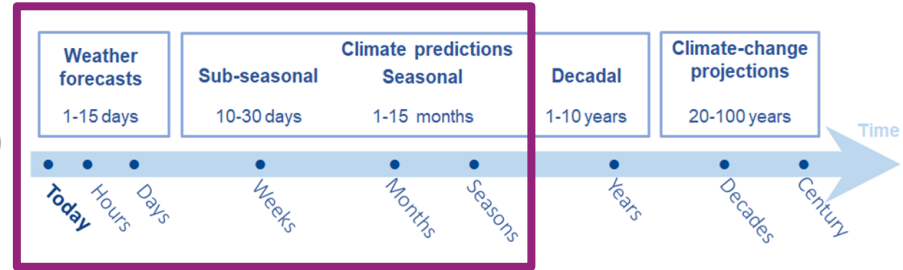 Weather
forecasts
1-15 days
Climate predictions
Sub-seasonal
Seasonal
10-30 days
1-15 months
Decadal
1-10 years
Climate-change
projections
20-100 years
Time
Today
Hours
Days
Weeks
Months
Seasons
Years
Decades
Century